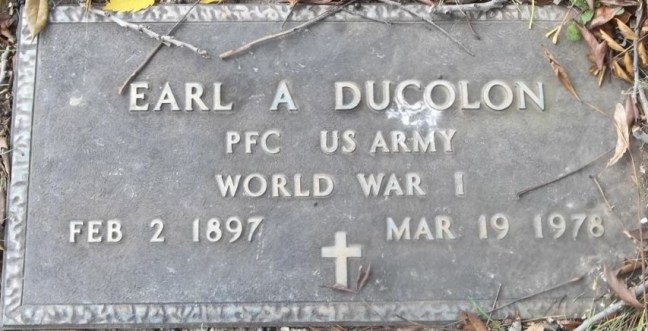 EARL A DUCOLON
PFC US ARMY
WORLD WAR I
FEB 2 1897 MAR 19 1978